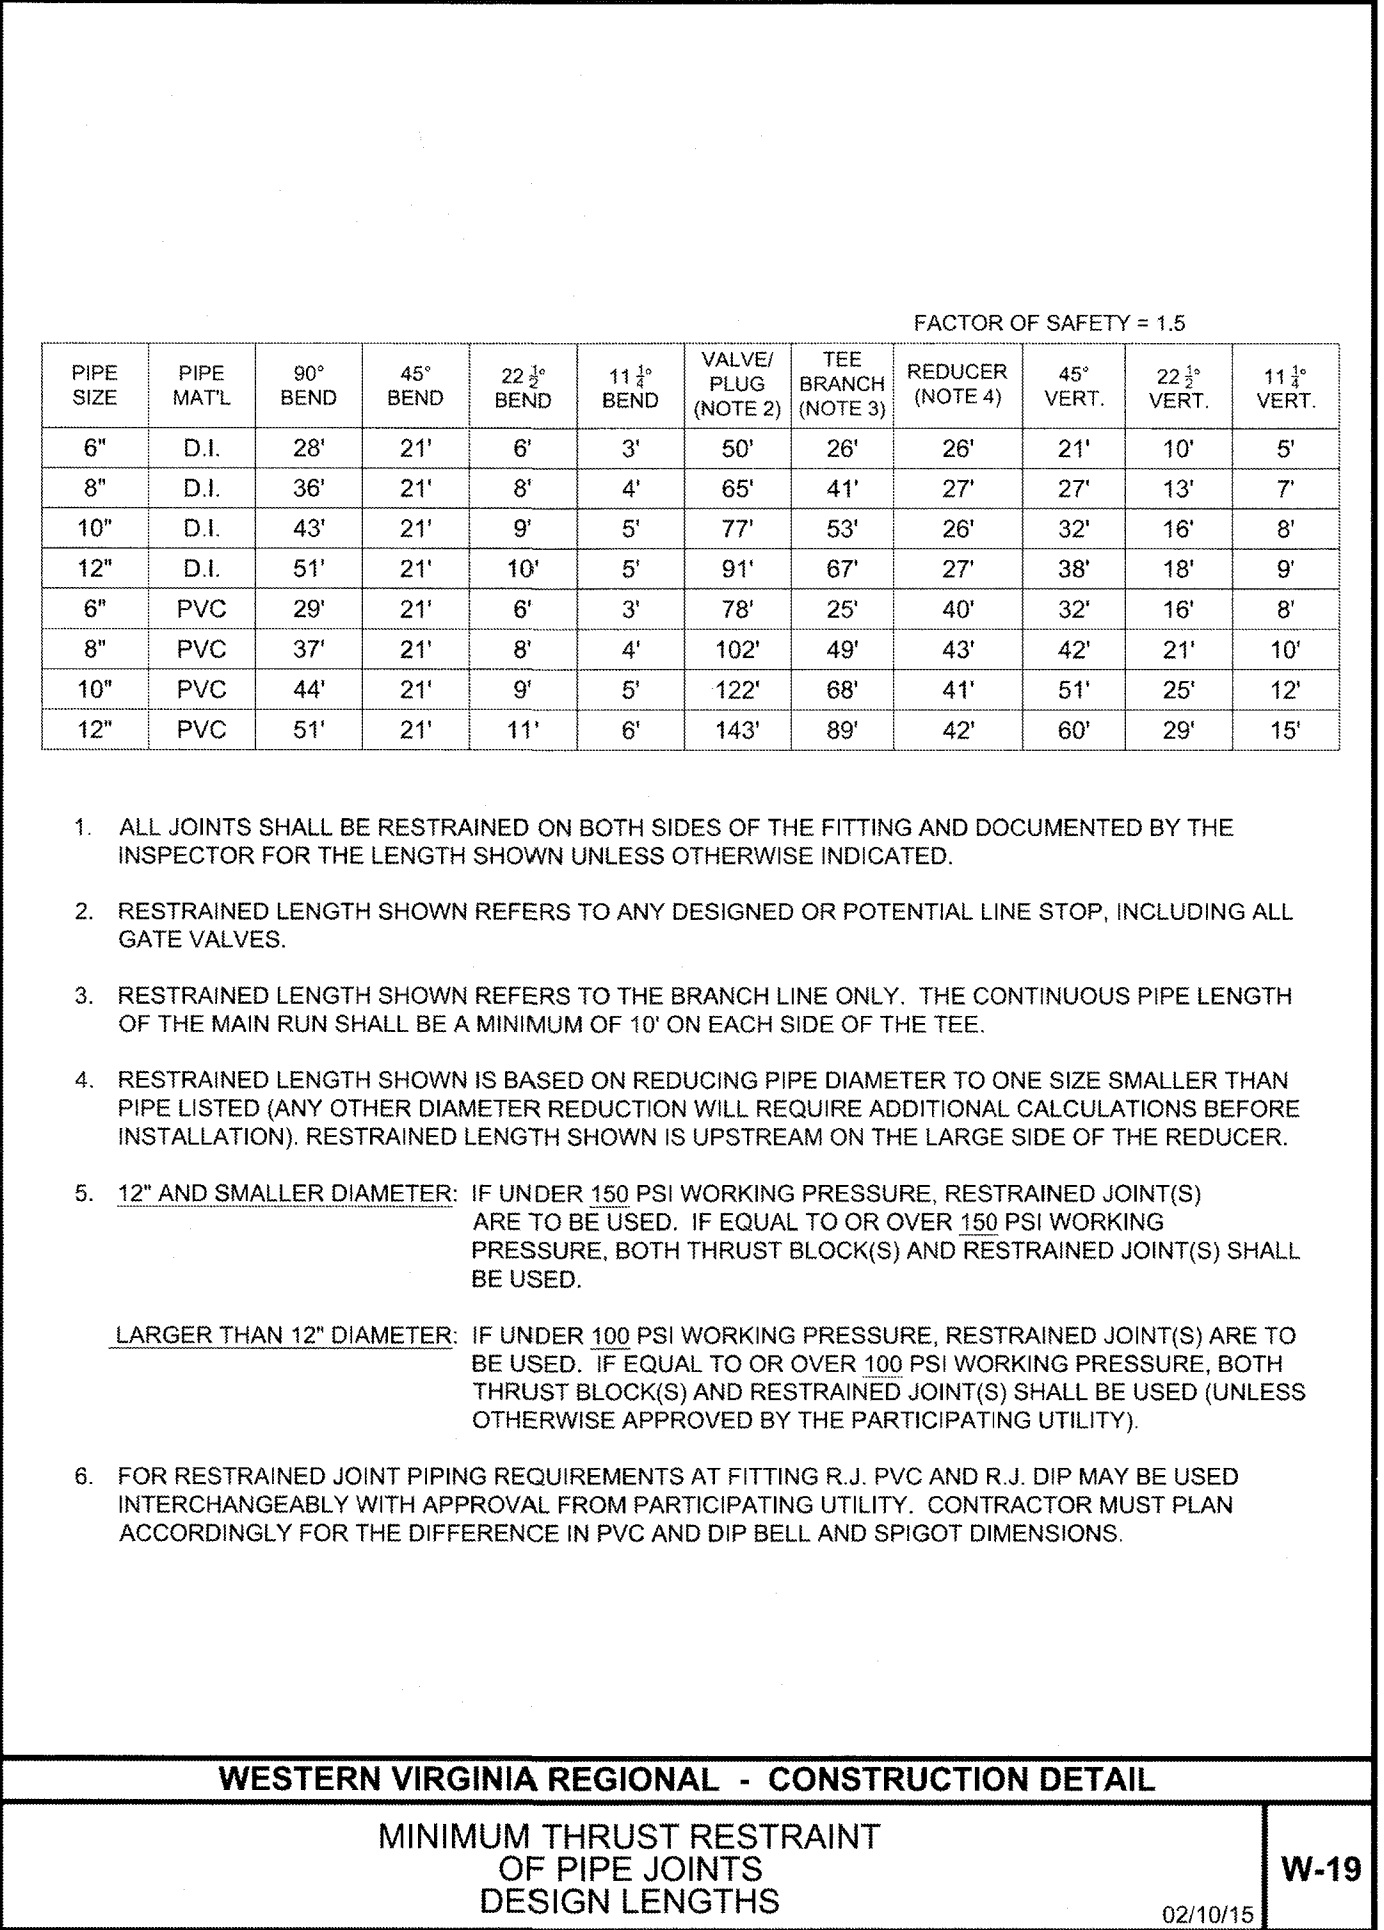 FACTOR OF SAFETY = 1.5
PIPE SIZE PIPE MAT'L 90° BEND 45° BEND 22 1/2° BEND 11 1/4° BEND VALVE/ PLUG (NOTE 2) TEE BRANCH (NOTE 3) REDUCER (NOTE 4) 45° VERT. 22 1/2° VERT. 11 1/4° VERT.
6" D.I. 28' 21' 6' 3' 50' 26' 26' 21' 10' 5'
8" D.I. 36' 21' 8' 4' 65' 41' 27' 27' 13' 7'
10" D.I. 43' 21' 9' 5' 77' 53' 26' 32' 16' 8'
12" D.I. 51' 21' 10' 5' 91' 67' 27' 38' 18' 9'
6" PVC 29' 21' 6' 3' 78' 25' 40' 32' 16' 8'
8" PVC 37' 21' 8' 4' 102' 49' 43' 42' 21' 10'
10" PVC 44' 21' 9' 5' 122' 68' 41' 51' 25' 12'
12" PVC 51' 21' 11' 6' 143' 89' 42' 60' 29' 15'
1. ALL JOINTS SHALL BE RESTRAINED ON BOTH SIDES OF THE FITTING AND DOCUMENTED BY THE
INSPECTOR FOR THE LENGTH SHOWN UNLESS OTHERWISE INDICATED.
2. RESTRAINED LENGTH SHOWN REFERS TO ANY DESIGNED OR POTENTIAL LINE STOP, INCLUDING ALL
GATE VALVES.
3. RESTRAINED LENGTH SHOWN REFERS TO THE BRANCH LINE ONLY. THE CONTINUOUS PIPE LENGTH
OF THE MAIN RUN SHALL BE A MINIMUM OF 10' ON EACH SIDE OF THE TEE.
4. RESTRAINED LENGTH SHOWN IS BASED ON REDUCING PIPE DIAMETER TO ONE SIZE SMALLER THAN
PIPE LISTED (ANY OTHER DIAMETER REDUCTION WILL REQUIRE ADDITIONAL CALCULATIONS BEFORE
INSTALLATION). RESTRAINED LENGTH SHOWN IS UPSTREAM ON THE LARGE SIDE OF THE REDUCER.
5. 12" AND SMALLER DIAMETER: IF UNDER 150 PSI WORKING PRESSURE, RESTRAINED JOINT(S)
ARE TO BE USED. IF EQUAL TO OR OVER 150 PSI WORKING
PRESSURE, BOTH THRUST BLOCK(S) AND RESTRAINED JOINT(S) SHALL
BE USED.
LARGER THAN 12" DIAMETER: IF UNDER 100 PSI WORKING PRESSURE, RESTRAINED JOINT(S) ARE TO
BE USED. IF EQUAL TO OR OVER 100 PSI WORKING PRESSURE, BOTH
THRUST BLOCK(S) AND RESTRAINED JOINT(S) SHALL BE USED (UNLESS
OTHERWISE APPROVED BY THE PARTICIPATING UTILITY).
6. FOR RESTRAINED JOINT PIPING REQUIREMENTS AT FITTING R.J. PVC AND R.J. DIP MAY BE USED
INTERCHANGEABLY WITH APPROVAL FROM PARTICIPATING UTILITY. CONTRACTOR MUST PLAN
ACCORDINGLY FOR THE DIFFERENCE IN PVC AND DIP BELL AND SPIGOT DIMENSIONS.
WESTERN VIRGINIA REGIONAL - CONSTRUCTION DETAIL
MINIMUM THRUST RESTRAINT
OF PIPE JOINTS
DESIGN LENGTHS
02/10/15
W-19